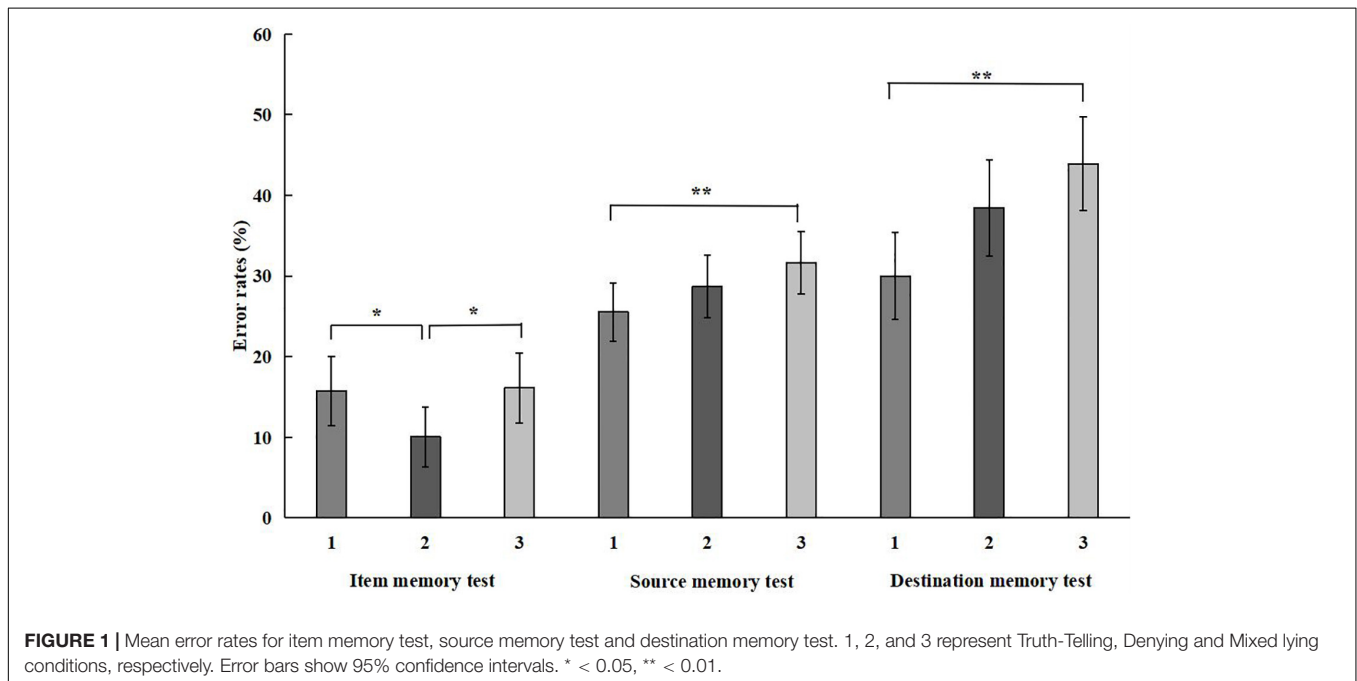 60
50
40
30
20
10
0
Error rates (%)
*
*
**
**
1 2 3 1 2 3 1 2 3
Item memory test Source memory test Destination memory test
FIGURE 1 | Mean error rates for item memory test, source memory test and destination memory test. 1, 2, and 3 represent Truth-Telling, Denying and Mixed lying
conditions, respectively. Error bars show 95% confidence intervals. * < 0.05, ** < 0.01.